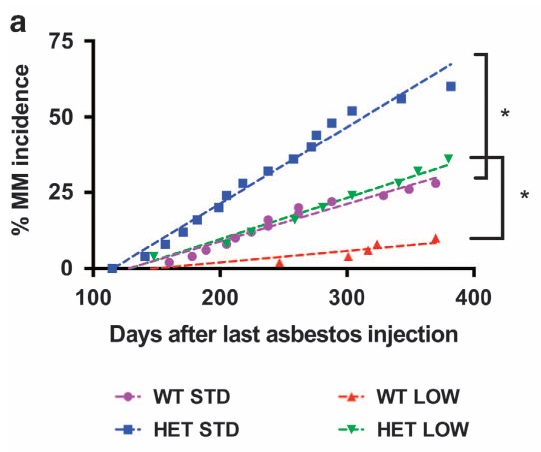 a
75
50
25
0
% MM incidence
*
*
100 200 300 400
Days after last asbestos injection
WT STD WT LOW
HET STD HET LOW